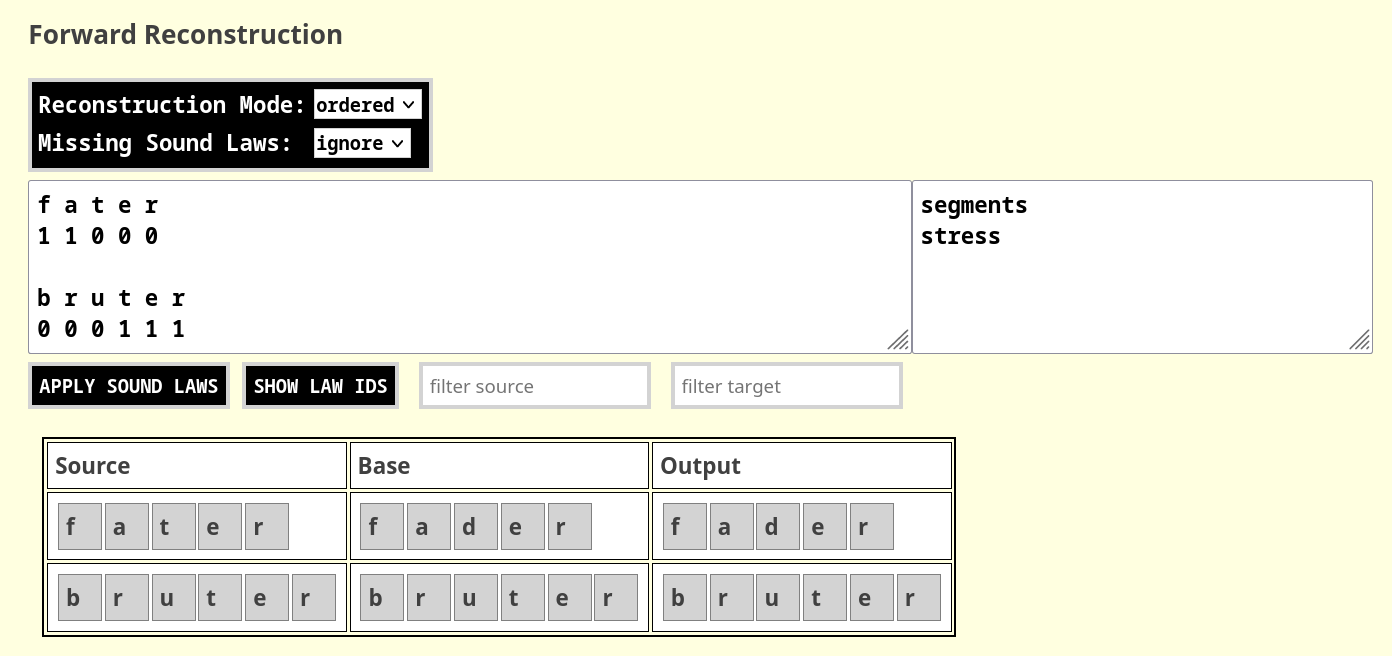 Forward Reconstruction
Reconstruction Mode: ordered
Missing Sound Laws: ignore
f a t e r
1 1 0 0 0
b r u t e r
0 0 0 1 1 1
segments
stress
APPLY SOUND LAWS SHOW LAW IDS filter source filter target
Source Base Output
f a t e r f a d e r f a d e r
b r u t e r b r u t e r b r u t e r